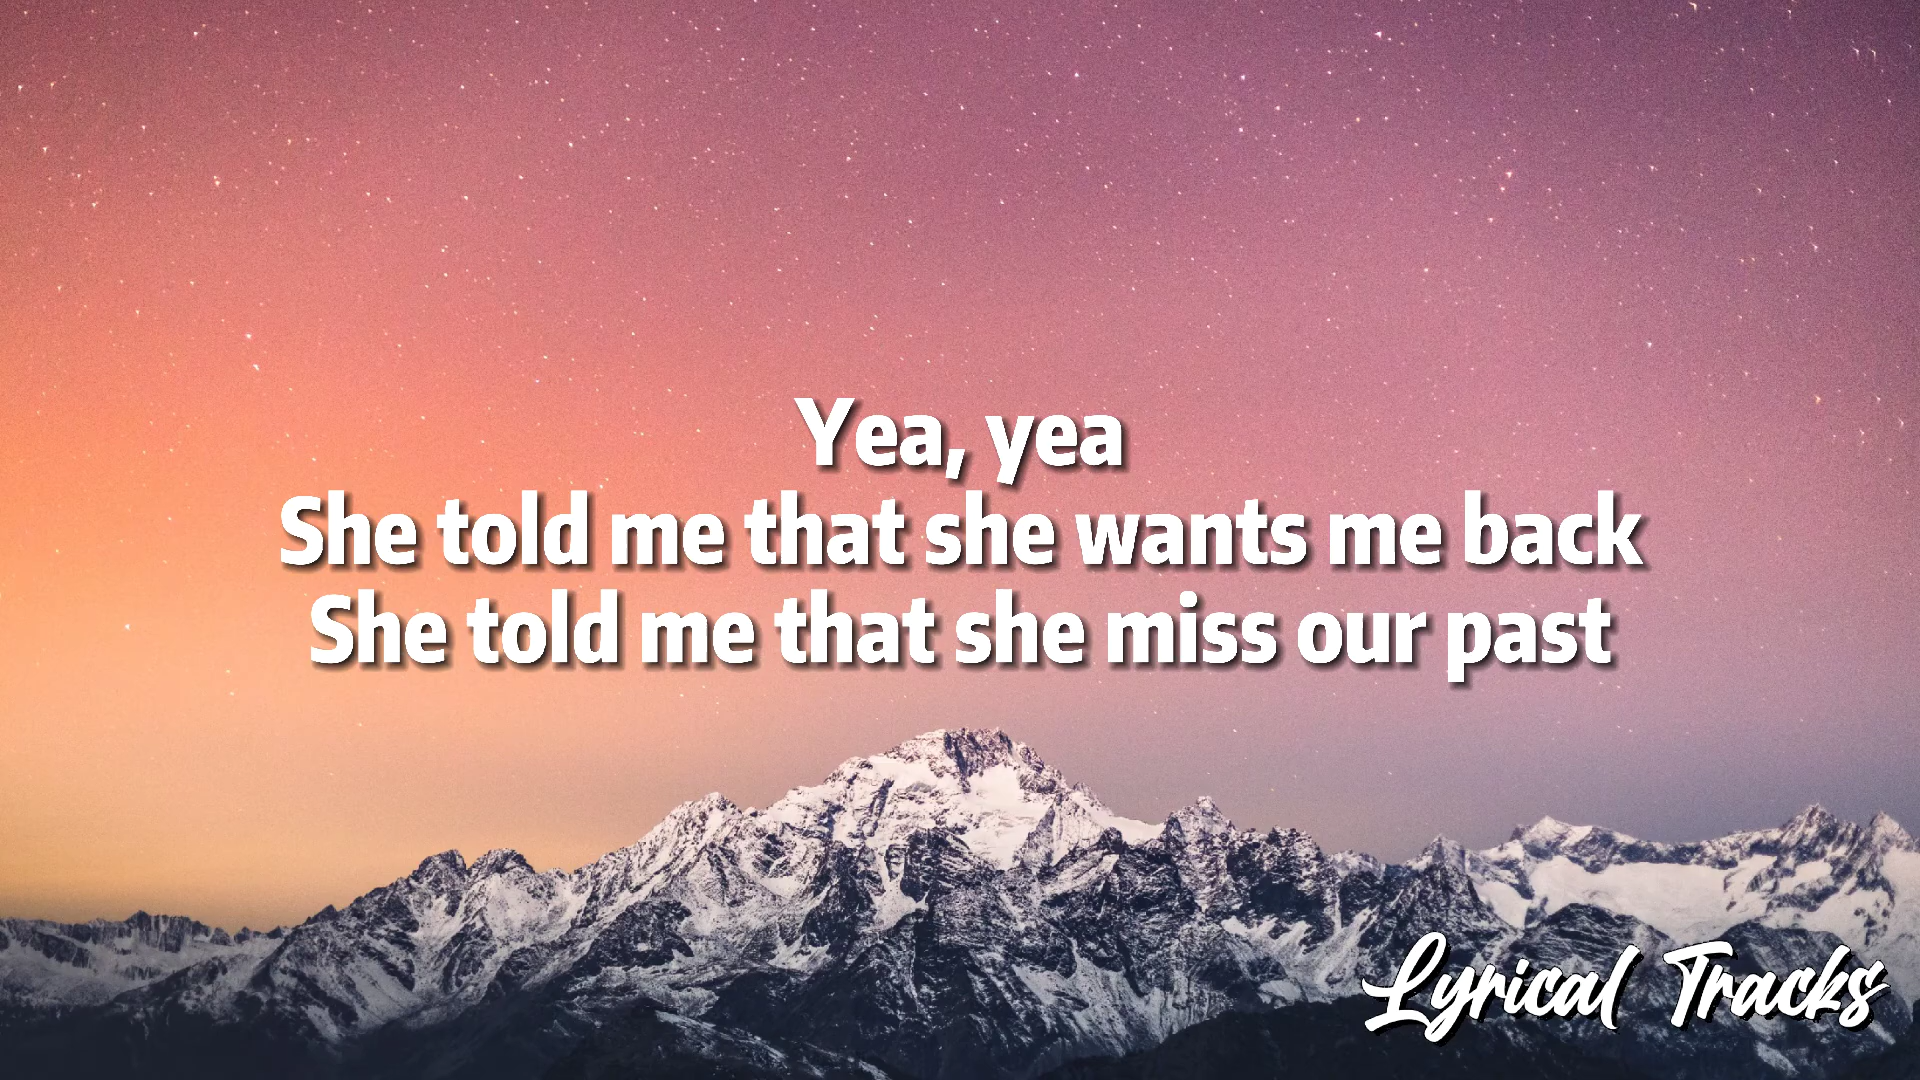 Yea, yea
She told me that she wants me back
She told me that she miss our past
Lyrical Tracks